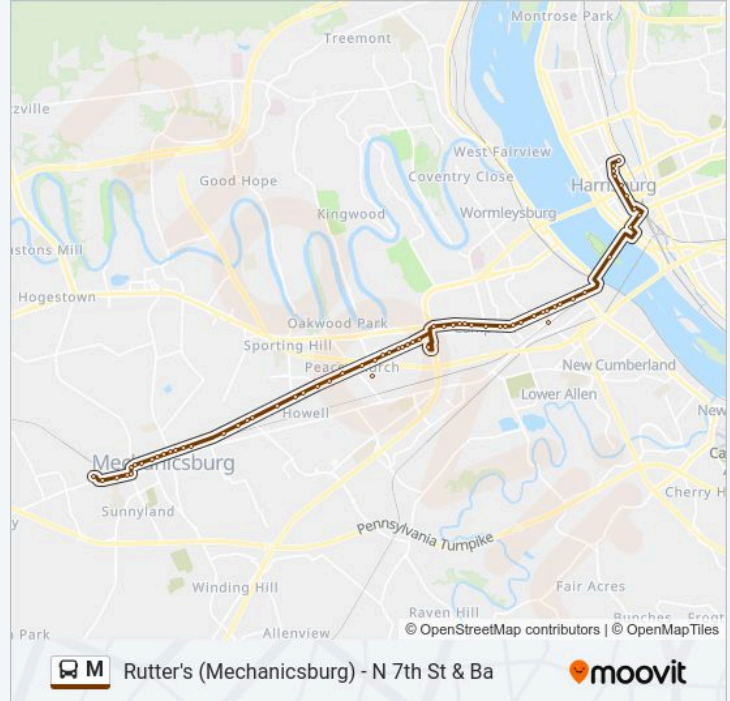 Montrose Park
Treemont
zville
West Fairview
Good Hope
Coventry Close
Harrisburg
Kingwood
Wormleysburg
stons Mill
Hogestown
Oakwood Park
Sporting Hill
Peace Church
New Cumberland
Lower Allen
Howell
New
Mechanicsburg
Ca
Cherry H
Sunnyland
y
Pennsylvania Turnpike
Winding Hill
Fair Acres
Raven Hill
Park
Allenview
© OpenStreetMap contributors | © OpenMapTiles
M Rutter's (Mechanicsburg) - N 7th St & Ba
moovit